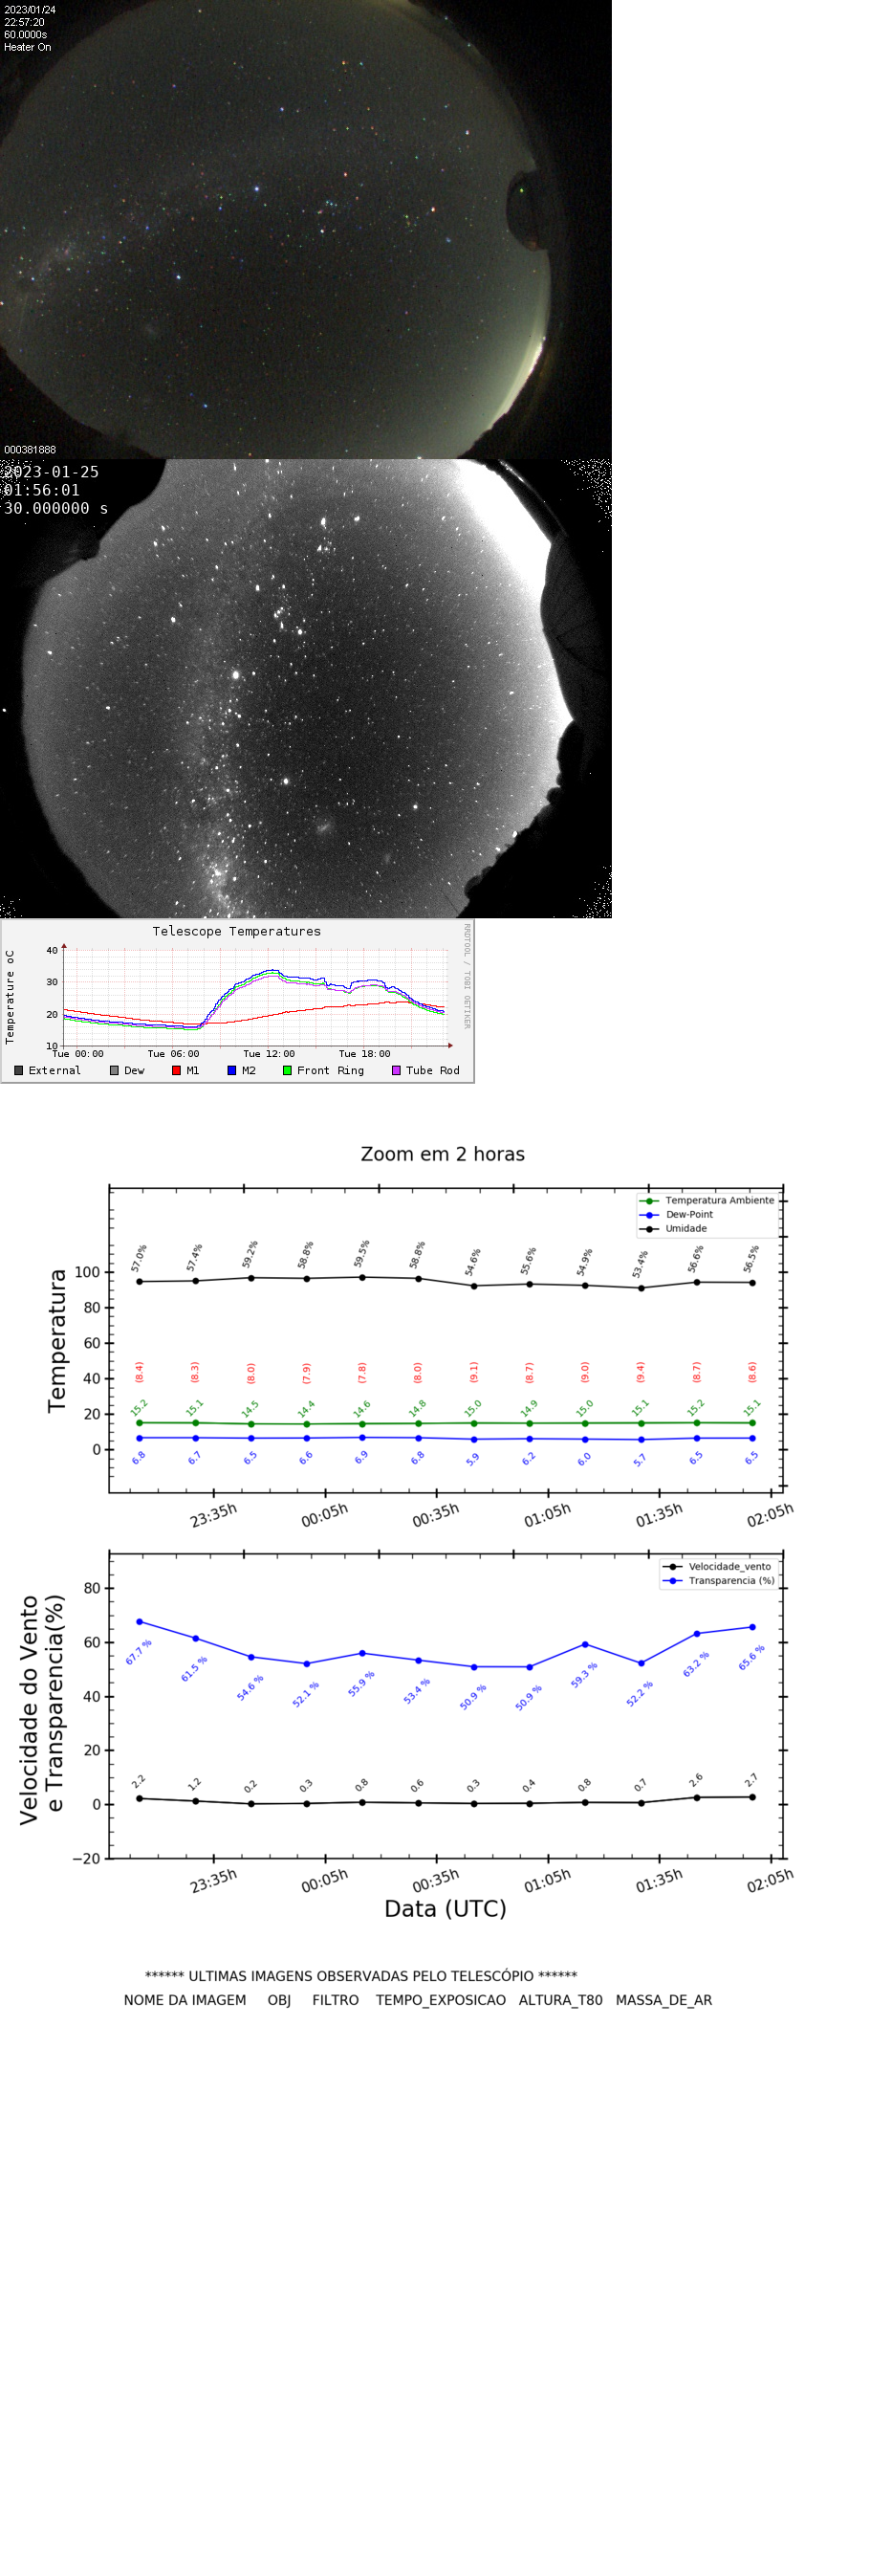 2023/01/24
22:57:20
60.0000s
Heater On
000381888
2023-01-25
01:56:01
30.000000 s
Telescope Temperatures
RRDTOOL / TOBI OETIKER
Temperature oC
40
30
20
10
Tue 00:00 Tue 06:00 Tue 12:00 Tue 18:00
External Dew M1 M2 Front Ring Tube Rod
Zoom em 2 horas
Temperatura Ambiente
Dew-Point
Umidade
Temperatura
100
80
60
40
20
0
57.0% 57.4% 59.2% 58.8% 59.5% 58.8% 54.6% 55.6% 54.9% 53.4% 56.6% 56.5%
(8.4) (8.3) (8.0) (7.9) (7.8) (8.0) (9.1) (8.7) (9.0) (9.4) (8.7) (8.6)
15.2 15.1 14.5 14.4 14.6 14.8 15.0 14.9 15.0 15.1 15.2 15.1
6.8 6.7 6.5 6.6 6.9 6.8 5.9 6.2 6.0 5.7 6.5 6.5
23:35h 00:05h 00:35h 01:05h 01:35h 02:05h
Velocidade_vento
Transparencia (%)
Velocidade do Vento
e Transparencia(%)
80
60
40
20
0
−20
67.7 % 61.5 % 54.6 % 52.1 % 55.9 % 53.4 % 50.9 % 50.9 % 59.3 % 52.2 % 63.2 % 65.6 %
2.2 1.2 0.2 0.3 0.8 0.6 0.3 0.4 0.8 0.7 2.6 2.7
23:35h 00:05h 00:35h 01:05h 01:35h 02:05h
Data (UTC)
****** ULTIMAS IMAGENS OBSERVADAS PELO TELESCÓPIO ******
NOME DA IMAGEM OBJ FILTRO TEMPO_EXPOSICAO ALTURA_T80 MASSA_DE_AR